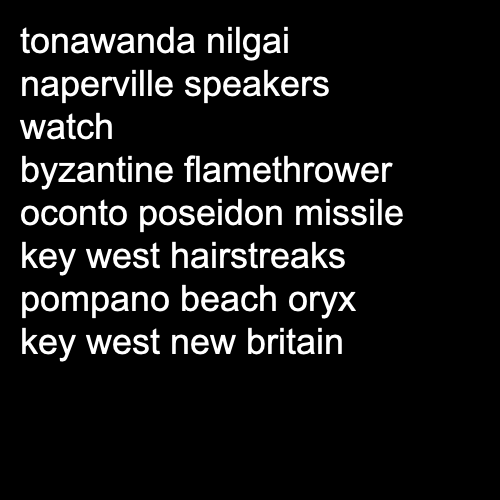 tonawanda nilgai
naperville speakers
watch
byzantine flamethrower
oconto poseidon missile
key west hairstreaks
pompano beach oryx
key west new britain